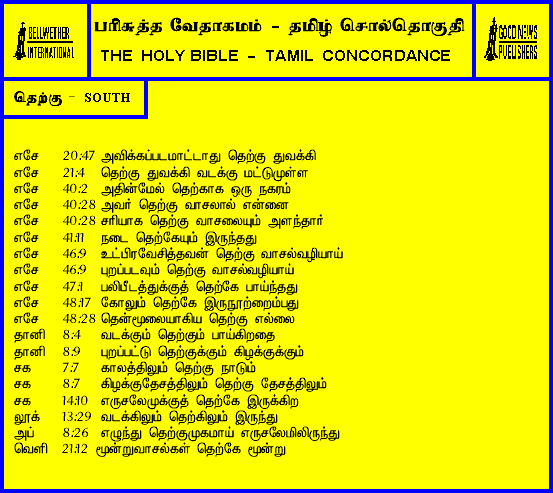 BELLWETHER
INTERNATIONAL
பரிசுத்த வேதாகமம் - தமிழ் சொல்தொகுதி
THE HOLY BIBLE - TAMIL CONCORDANCE
GOOD NEWS
PUBLISHERS
தெற்கு - SOUTH
எசே 20:47 அவிக்கப்படமாட்டாது தெற்கு துவக்கி
எசே 21:4 தெற்கு துவக்கி வடக்கு மட்டுமுள்ள
எசே 40:2 அதின்மேல் தெற்காக ஒரு நகரம்
எசே 40:28 அவர் தெற்கு வாசலால் என்னை
எசே 40:28 சரியாக தெற்கு வாசலையும் அளந்தார்
எசே 41:11 நடை தெற்கேயும் இருந்தது
எசே 46:9 உட்பிரவேசித்தவன் தெற்கு வாசல்வழியாய்
எசே 46:9 புறப்படவும் தெற்கு வாசல்வழியாய்
எசே 47:1 பலிபீடத்துக்குத் தெற்கே பாய்ந்தது
எசே 48:17 கோலும் தெற்கே இருநூற்றைம்பது
எசே 48:28 தென்மூலையாகிய தெற்கு எல்லை
தானி 8:4 வடக்கும் தெற்கும் பாய்கிறதை
தானி 8:9 புறப்பட்டு தெற்குக்கும் கிழக்குக்கும்
சக 7:7 காலத்திலும் தெற்கு நாடும்
சக 8:7 கிழக்குதேசத்திலும் தெற்கு தேசத்திலும்
சக 14:10 எருசலேமுக்குத் தெற்கே இருக்கிற
லூக் 13:29 வடக்கிலும் தெற்கிலும் இருந்து
அப் 8:26 எழுந்து தெற்குமுகமாய் எருசலேமிலிருந்து
வெளி 21:12 மூன்றுவாசல்கள் தெற்கே மூன்று